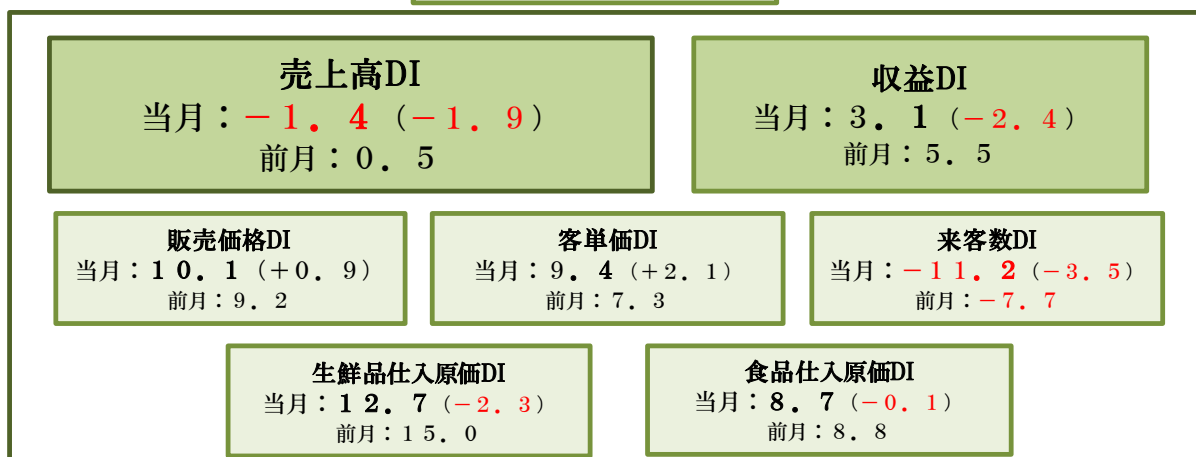 売上高DI
当月：－１．４（－１．９）
前月：０．５
収益DI
当月：３．１（－２．４）
前月：５．５
販売価格DI
当月：１０．１（＋０．９）
前月：９．２
客単価DI
当月：９．４（＋２．１）
前月：７．３
来客数DI
当月：－１１．２（－３．５）
前月：－７．７
生鮮品仕入原価DI
当月：１２．７（－２．３）
前月：１５．０
食品仕入原価DI
当月：８．７（－０．１）
前月：８．８